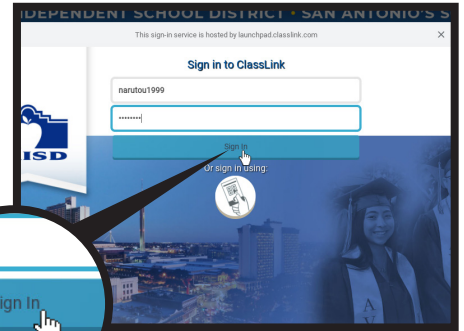 INDEPENDENT SCHOOL DISTRICT • SAN ANTONIO'S S
This sign-in service is hosted by launchpad.classlink.com
Sign in to ClassLink
narutou1999
••••••••
Sign In
Or sign in using:
ISD
ign In